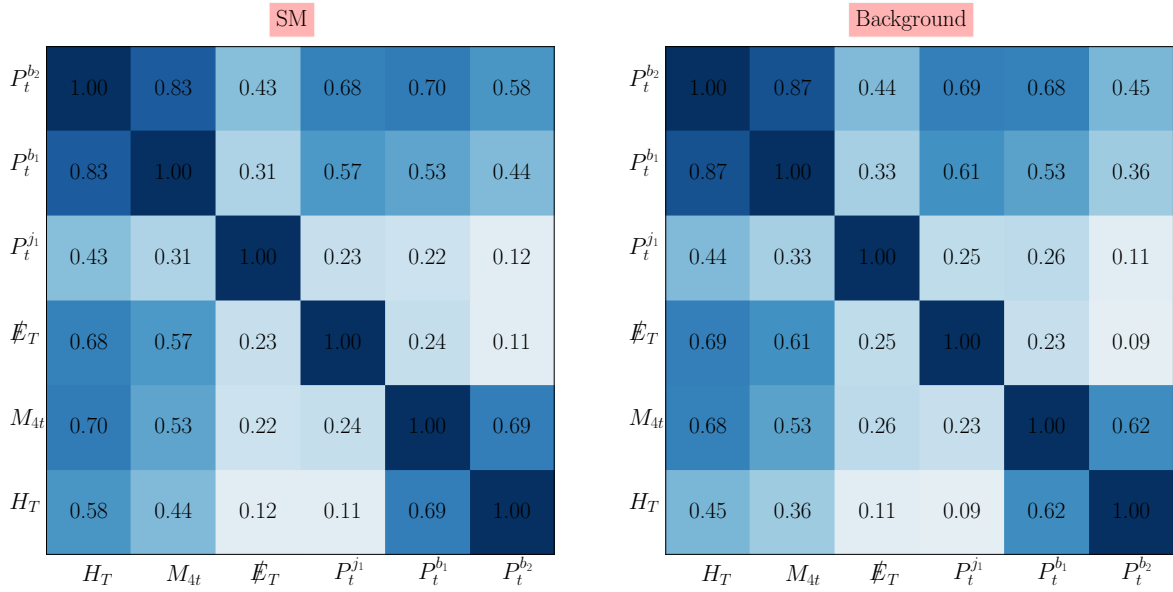 SM
$P_t^{b_2}$ 1.00 0.83 0.43 0.68 0.70 0.58
$P_t^{b_1}$ 0.83 1.00 0.31 0.57 0.53 0.44
$P_t^{j_1}$ 0.43 0.31 1.00 0.23 0.22 0.12
$\not{E}_T$ 0.68 0.57 0.23 1.00 0.24 0.11
$M_{4t}$ 0.70 0.53 0.22 0.24 1.00 0.69
$H_T$ 0.58 0.44 0.12 0.11 0.69 1.00
$H_T$ $M_{4t}$ $\not{E}_T$ $P_t^{j_1}$ $P_t^{b_1}$ $P_t^{b_2}$
Background
$P_t^{b_2}$ 1.00 0.87 0.44 0.69 0.68 0.45
$P_t^{b_1}$ 0.87 1.00 0.33 0.61 0.53 0.36
$P_t^{j_1}$ 0.44 0.33 1.00 0.25 0.26 0.11
$\not{E}_T$ 0.69 0.61 0.25 1.00 0.23 0.09
$M_{4t}$ 0.68 0.53 0.26 0.23 1.00 0.62
$H_T$ 0.45 0.36 0.11 0.09 0.62 1.00
$H_T$ $M_{4t}$ $\not{E}_T$ $P_t^{j_1}$ $P_t^{b_1}$ $P_t^{b_2}$